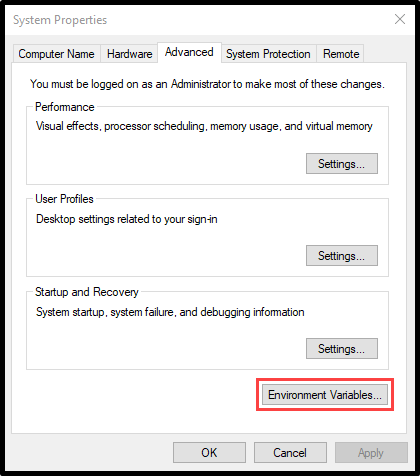 System Properties
Computer Name Hardware Advanced System Protection Remote
You must be logged on as an Administrator to make most of these changes.
Performance
Visual effects, processor scheduling, memory usage, and virtual memory
Settings...
User Profiles
Desktop settings related to your sign-in
Settings...
Startup and Recovery
System startup, system failure, and debugging information
Settings...
Environment Variables...
OK Cancel Apply